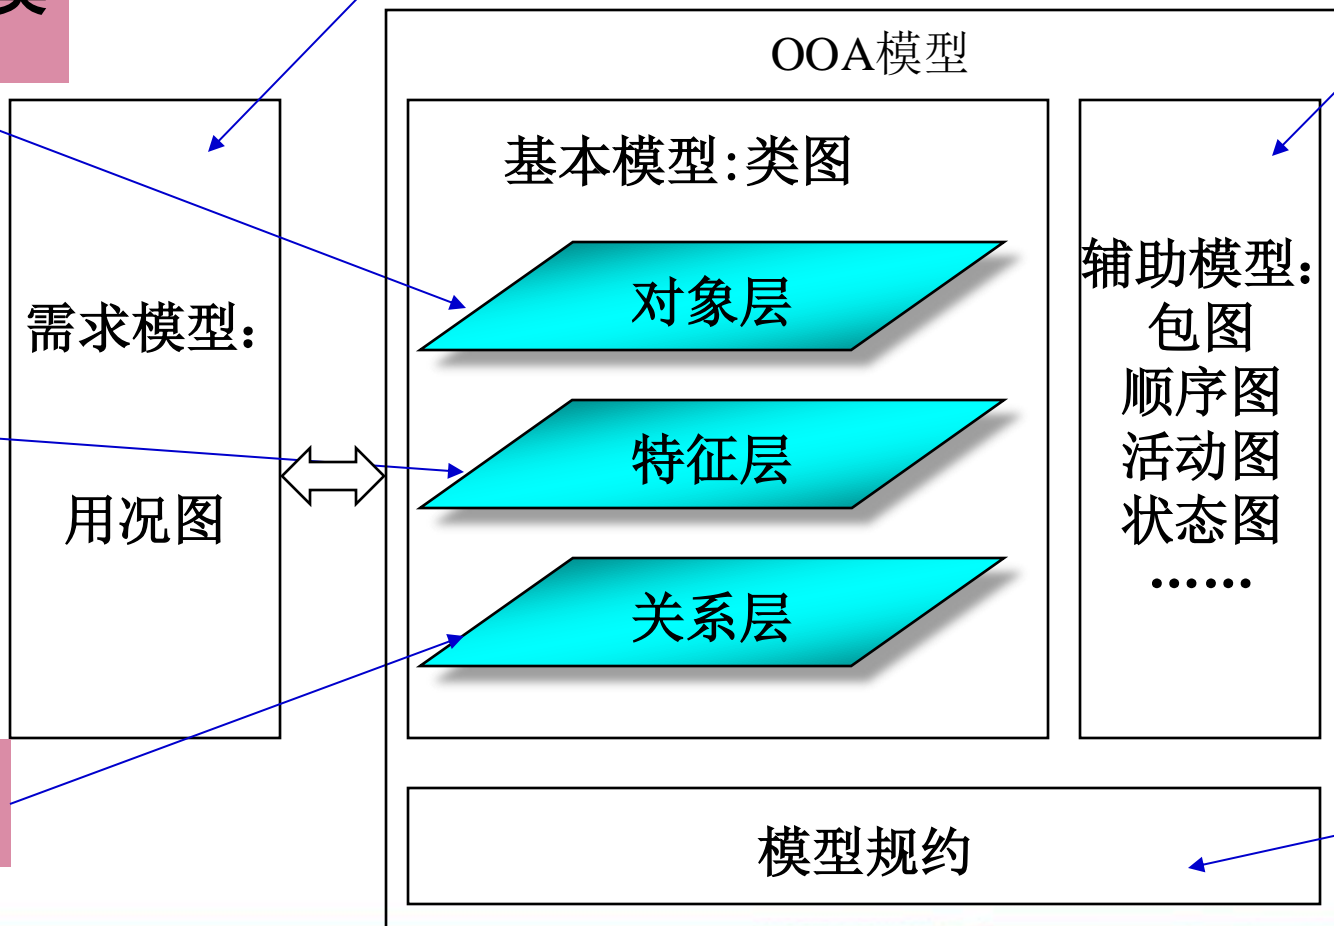 OOA模型
需求模型：
用况图
基本模型:类图
对象层
特征层
关系层
辅助模型：
包图
顺序图
活动图
状态图
……
模型规约